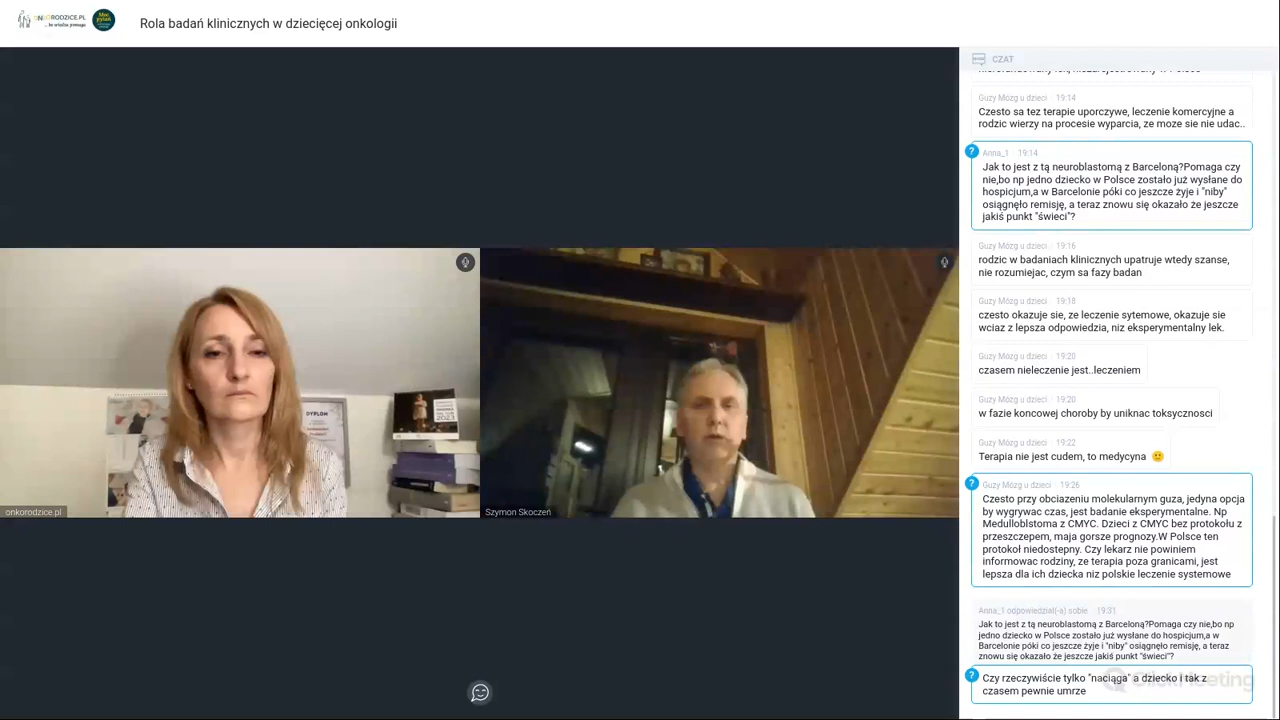 ONKORODZICE.PL
Rola badań klinicznych w dziecięcej onkologii
CZAT
Guzy Mózg u dzieci 19:14
Czesto sa tez terapie uporczywe, leczenie komercyjne a
rodzic wierzy na procesie wyparcia, ze moze sie nie udac..
?
Anna_1 19:14
Jak to jest z tą neuroblastomą z Barceloną?Pomaga czy
nie,bo np jedno dziecko w Polsce zostało już wysłane do
hospicjum,a w Barcelonie póki co jeszcze żyje i "niby"
osiągnęło remisję, a teraz znowu się okazało że jeszcze
jakiś punkt "świeci"?
Guzy Mózg u dzieci 19:16
rodzic w badaniach klinicznych upatruje wtedy szanse,
nie rozumiejac, czym sa fazy badan
Guzy Mózg u dzieci 19:18
czesto okazuje sie, ze leczenie sytemowe, okazuje sie
wciaz z lepsza odpowiedzia, niz eksperymentalny lek.
Guzy Mózg u dzieci 19:20
czasem nieleczenie jest..leczeniem
Guzy Mózg u dzieci 19:20
w fazie koncowej choroby by uniknac toksycznosci
Guzy Mózg u dzieci 19:22
Terapia nie jest cudem, to medycyna 🙂
?
Guzy Mózg u dzieci 19:26
Czesto przy obciazeniu molekularnym guza, jedyna opcja
by wygrywac czas, jest badanie eksperymentalne. Np
Medulloblstoma z CMYC. Dzieci z CMYC bez protokołu z
przeszczepem, maja gorsze prognozy.W Polsce ten
protokol niedostepny. Czy lekarz nie powiniem
informowac rodziny, ze terapia poza granicami, jest
lepsza dla ich dziecka niz polskie leczenie systemowe
Anna_1 odpowiedział(-a) sobie 19:31
Jak to jest z tą neuroblastomą z Barceloną?Pomaga czy nie,bo np
jedno dziecko w Polsce zostało już wysłane do hospicjum,a w
Barcelonie póki co jeszcze żyje i "niby" osiągnęło remisję, a teraz
znowu się okazało że jeszcze jakiś punkt "świeci"?
?
Czy rzeczywiście tylko "naciąga" a dziecko i tak z
czasem pewnie umrze
ClickMeeting
DYPLOM
2023
onkorodzice.pl
Szymon Skoczeń